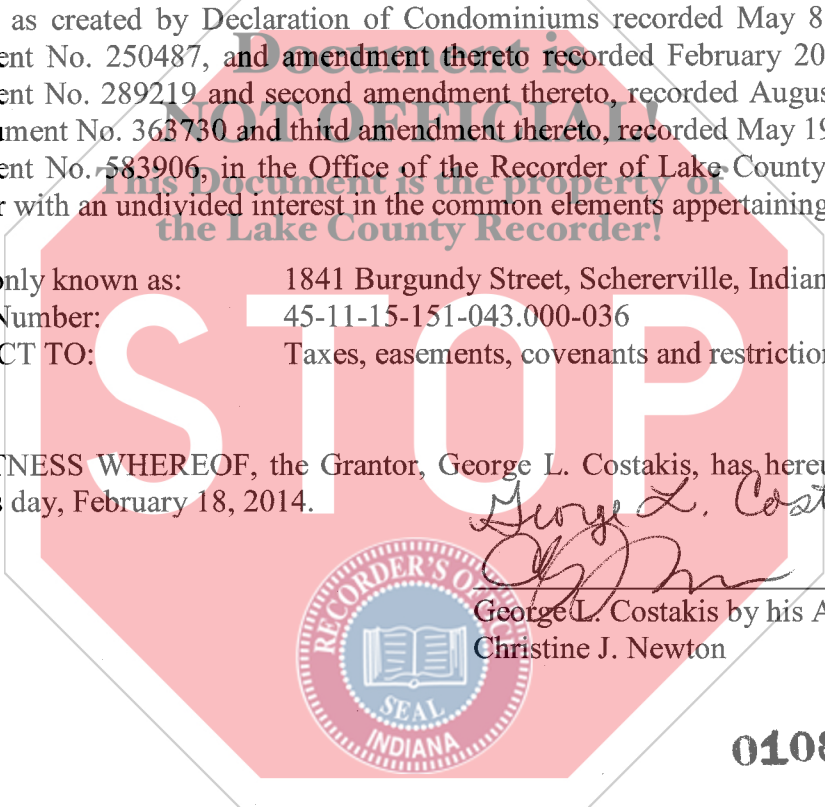 as created by Declaration of Condominiums recorded May 8
ent No. 250487, and amendment thereto recorded February 20
Document is
ent No. 289219 and second amendment thereto, recorded Augus
NOT OFFICIAL!
ument No. 363730 and third amendment thereto, recorded May 19
ent No. 583906, in the Office of the Recorder of Lake County
This Document is the property of
r with an undivided interest in the common elements appertaining
the Lake County Recorder!
only known as: 1841 Burgundy Street, Schererville, Indian
Number: 45-11-15-151-043.000-036
CT TO: Taxes, easements, covenants and restriction
STOP
TNESS WHEREOF, the Grantor, George L. Costakis, has hereu
s day, February 18, 2014.
George L. Cost
George L. Costakis by his A
Christine J. Newton
RECORDER'S OFFICE
SEAL
INDIANA
0108